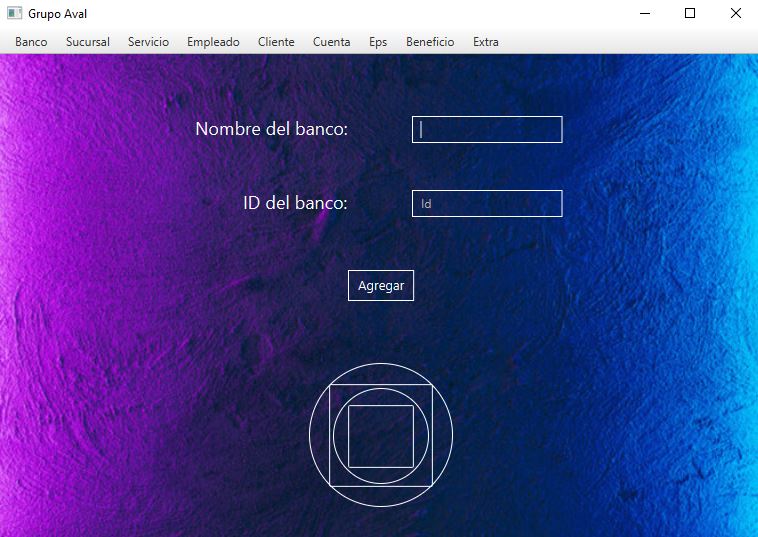 Grupo Aval
Banco Sucursal Servicio Empleado Cliente Cuenta Eps Beneficio Extra
Nombre del banco:
ID del banco: Id
Agregar